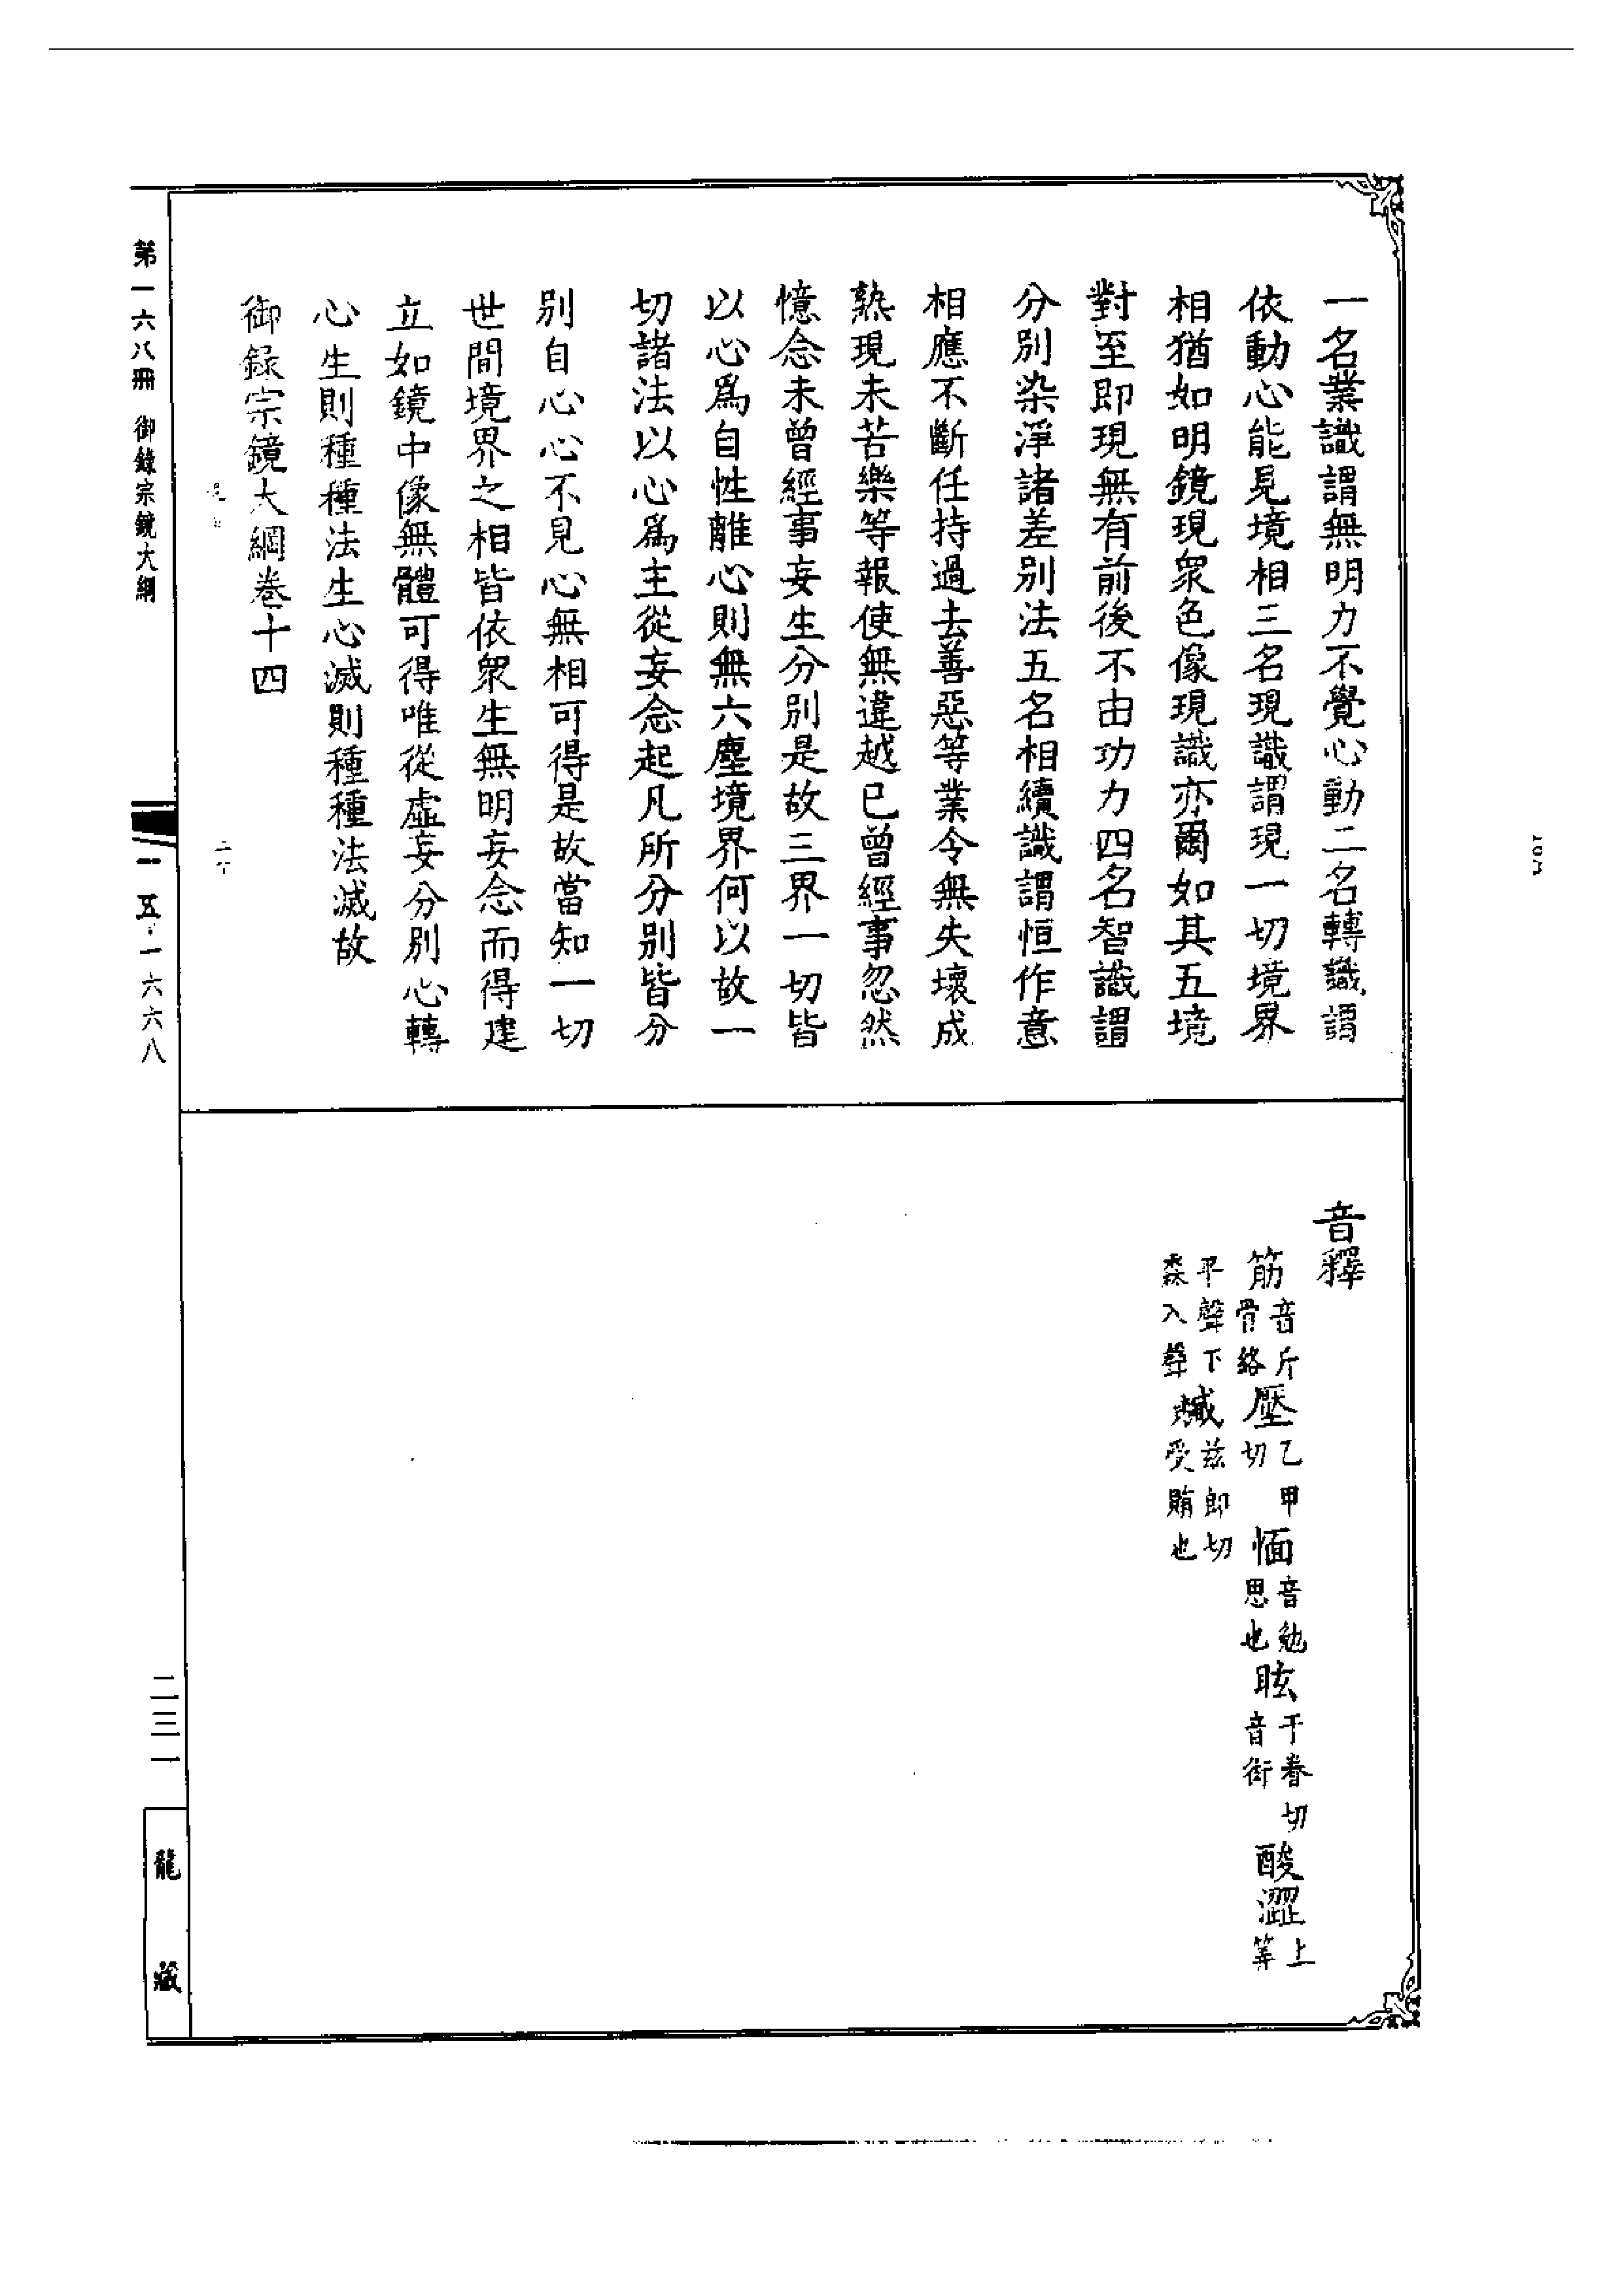 一名業識謂無明力不覺心動二名轉識謂
依動心能見境相三名現識謂現一切境界
相猶如明鏡現衆色像現識亦爾如其五境
對至即現無有前後不由功力四名智識謂
分別染淨諸差別法五名相續識謂恒作意
相應不斷任持過去善惡等業令無失壞成
熟現未苦樂等報使無違越已曾經事忽然
憶念未曾經事妄生分別是故三界一切皆
以心爲自性離心則無六塵境界何以故一
切諸法以心爲主從妄念起凡所分別皆分
別自心心不見心無相可得是故當知一切
世間境界之相皆依衆生無明妄念而得建
立如鏡中像無體可得唯從虛妄分別心轉
心生則種種法生心滅則種種法滅故
御錄宗鏡大綱卷十四
音釋
筋音斤骨絡壓乙甲切愐音勉思也眩于眷切音衒酸澀上等
平聲下森入聲贓茲郎切受賄也
第一六八冊 御錄宗鏡大綱
一五·一六六八
二三一
龍藏